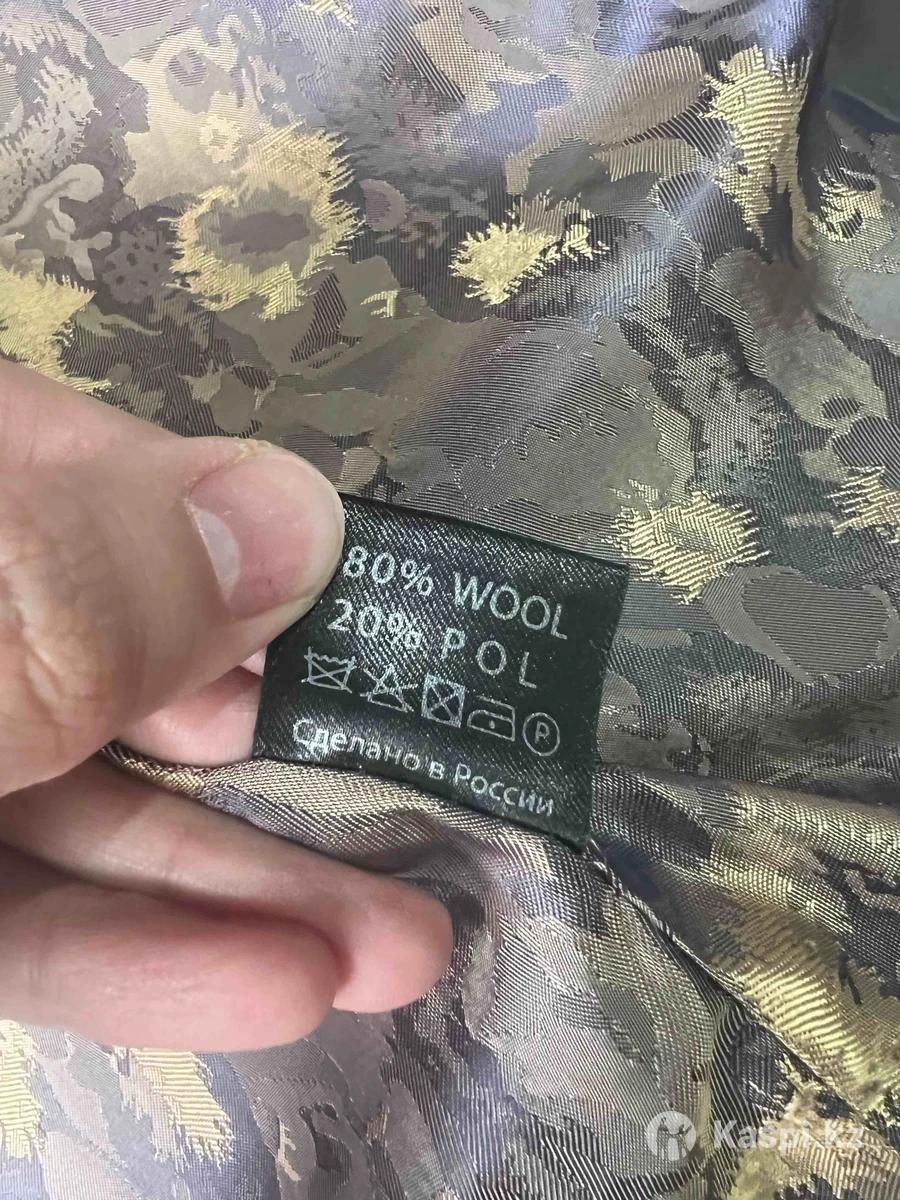 80% WOOL
20% POL
P
Сделано в России
Kaspi.kz